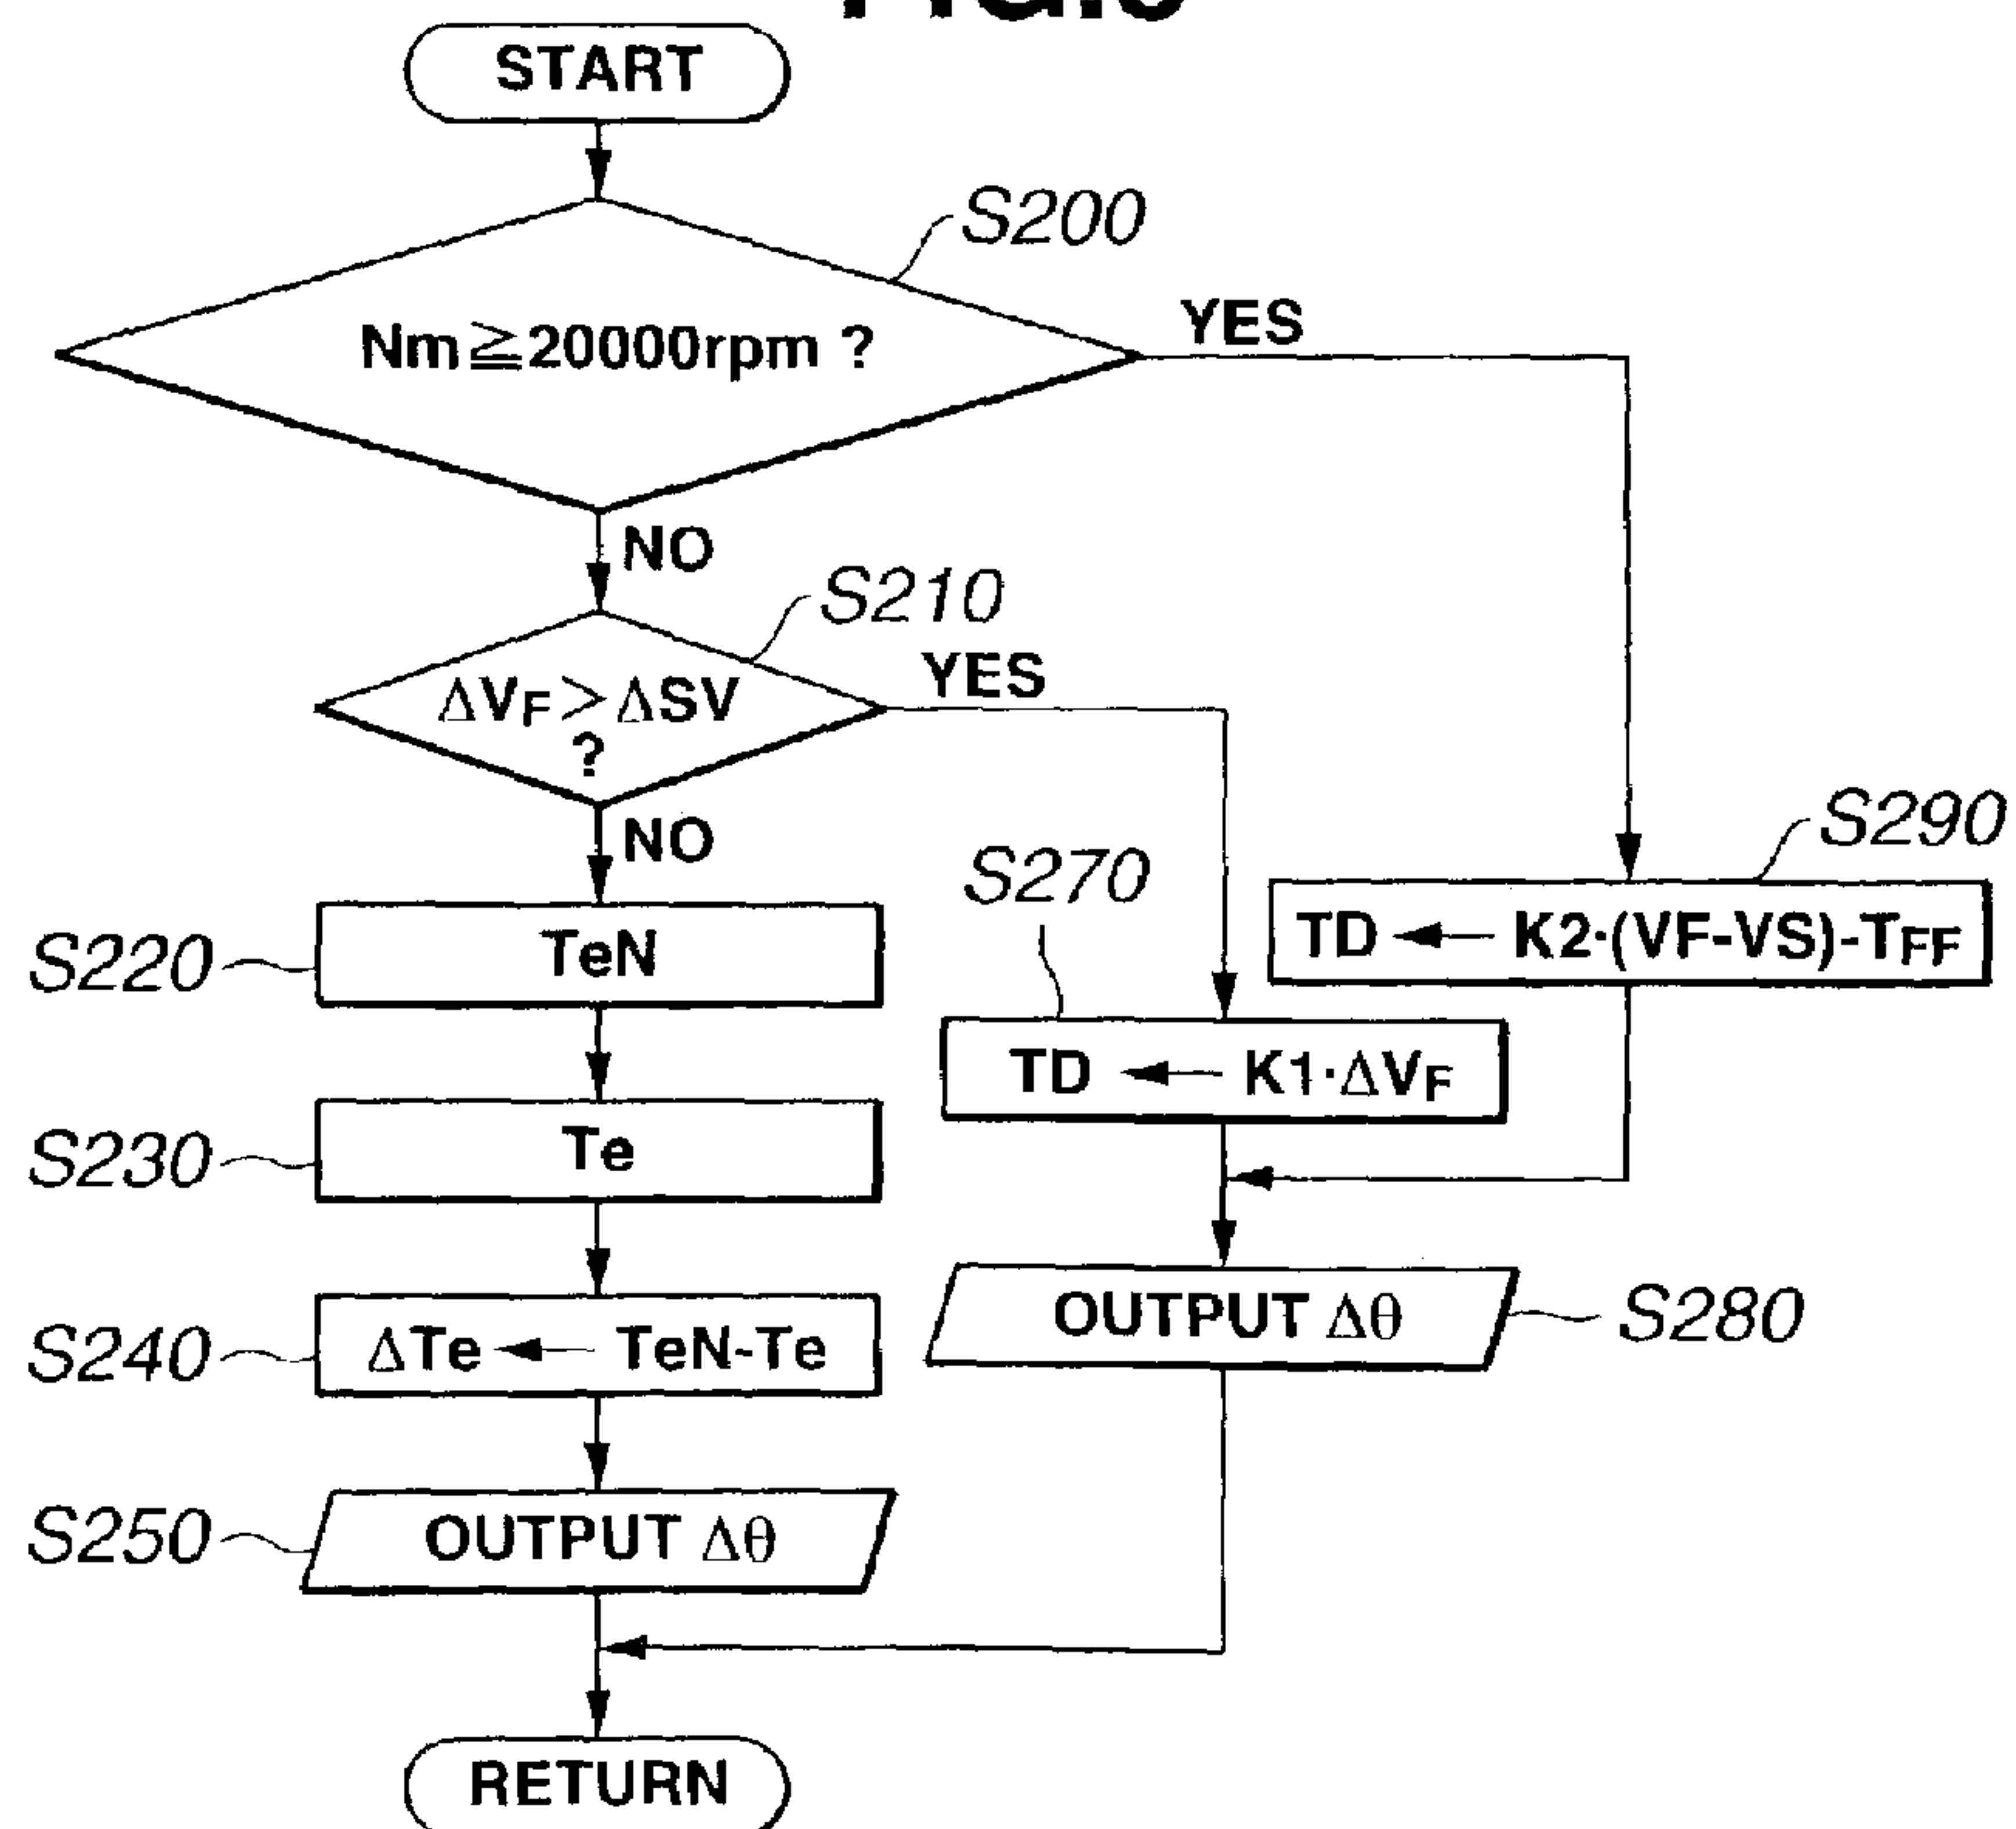 START
S200
Nm≧20000rpm ?
YES
NO
S210
ΔVF>ΔSV
?
YES
NO
S290
TD ← K2·(VF-VS)-TFF
S270
TD ← K1·ΔVF
S220
TeN
S230
Te
S240
ΔTe ← TeN-Te
OUTPUT Δθ
S280
S250
OUTPUT Δθ
RETURN